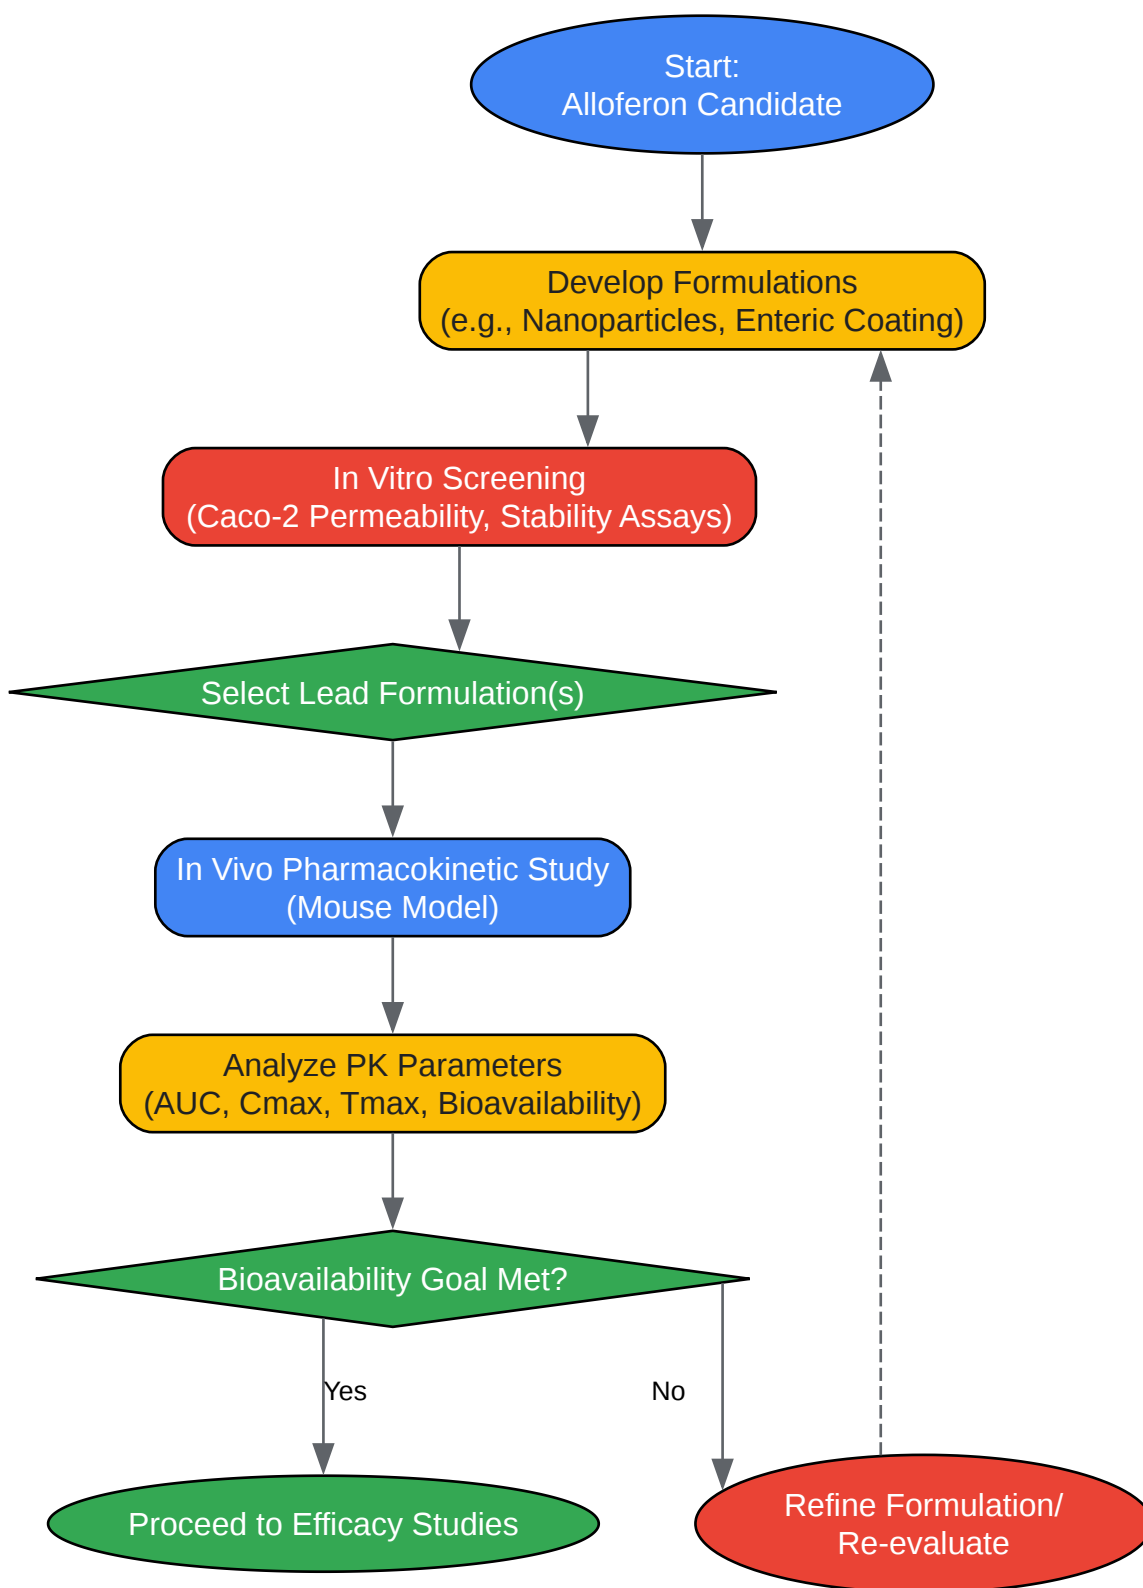 Start:
Alloferon Candidate
Develop Formulations
(e.g., Nanoparticles, Enteric Coating)
In Vitro Screening
(Caco-2 Permeability, Stability Assays)
Select Lead Formulation(s)
In Vivo Pharmacokinetic Study
(Mouse Model)
Analyze PK Parameters
(AUC, Cmax, Tmax, Bioavailability)
Bioavailability Goal Met?
Yes
No
Proceed to Efficacy Studies
Refine Formulation/
Re-evaluate